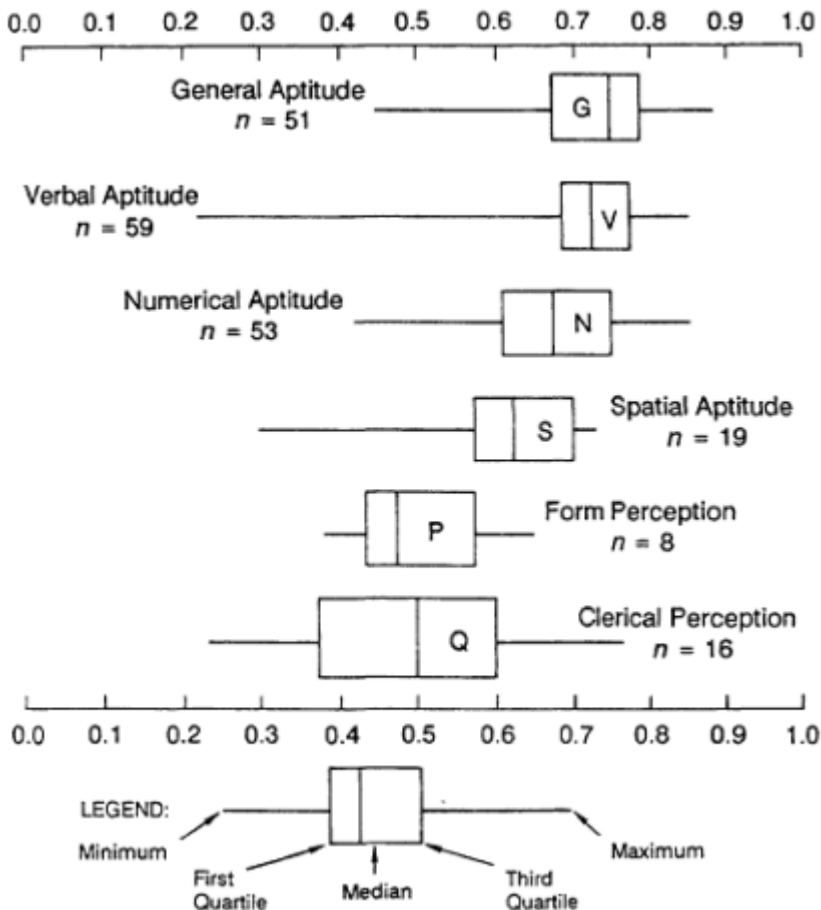 0.0 0.1 0.2 0.3 0.4 0.5 0.6 0.7 0.8 0.9 1.0
General Aptitude
n = 51
G
Verbal Aptitude
n = 59
V
Numerical Aptitude
n = 53
N
Spatial Aptitude
n = 19
S
Form Perception
n = 8
P
Clerical Perception
n = 16
Q
0.0 0.1 0.2 0.3 0.4 0.5 0.6 0.7 0.8 0.9 1.0
LEGEND:
Minimum
Maximum
First
Quartile
Median
Third
Quartile